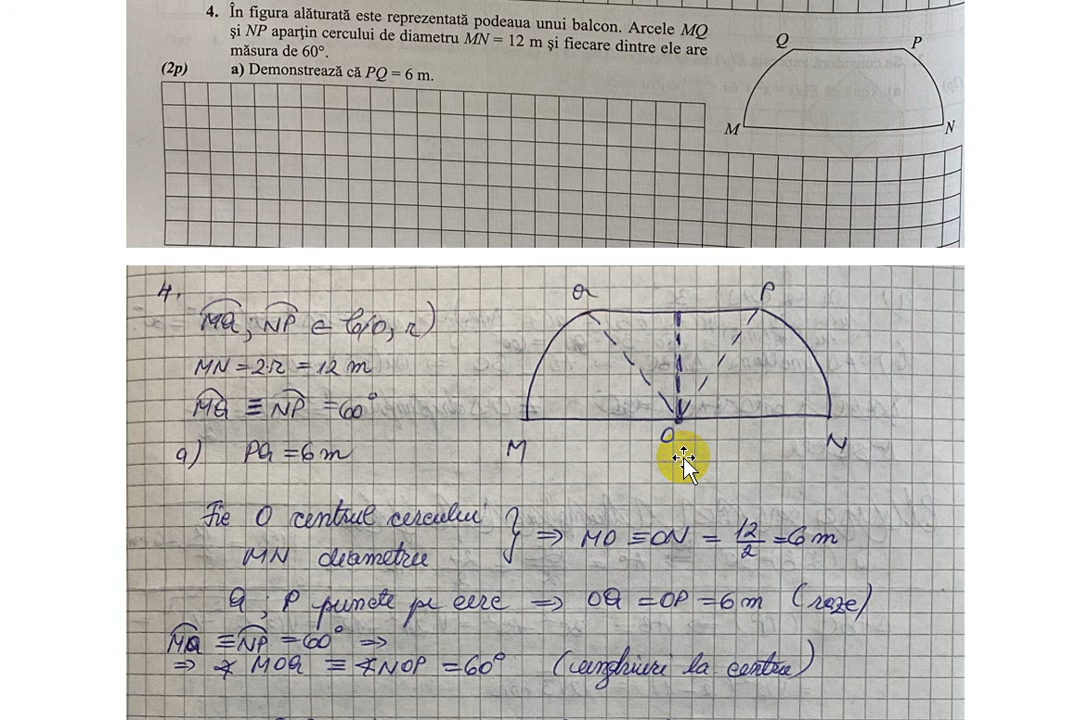 4. În figura alăturată este reprezentată podeaua unui balcon. Arcele MQ
și NP aparțin cercului de diametru MN = 12 m și fiecare dintre ele are
măsura de 60°.
(2p) a) Demonstrează că PQ = 6 m.
Q P
M N
4.
MQ; NP ∈ C(O, r)
MN = 2·r = 12 m
MQ ≡ NP = 60°
a) PQ = 6 m
Q P
M O N
Fie O centrul cercului
MN diametru } ⇒ MO ≡ ON = 12/2 = 6 m
Q; P puncte pe cerc ⇒ OQ = OP = 6 m (raze)
MQ ≡ NP = 60° ⇒
⇒ ∢ MOQ ≡ ∢ NOP = 60° (unghiuri la centru)